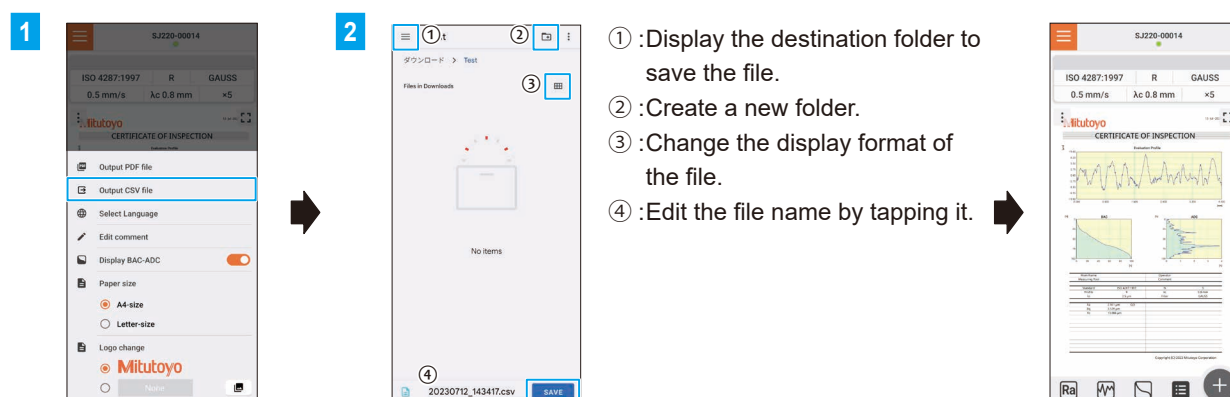 1
SJ220-00014
ISO 4287:1997 R GAUSS
0.5 mm/s λc 0.8 mm ×5
Mitutoyo
CERTIFICATE OF INSPECTION
Evaluation Profile
Output PDF file
Output CSV file
Select Language
Edit comment
Display BAC-ADC
Paper size
A4-size
Letter-size
Logo change
Mitutoyo
None
2
① .t ②
ダウンロード > Test
Files in Downloads ③
No items
④
20230712_143417.csv SAVE
① :Display the destination folder to
save the file.
② :Create a new folder.
③ :Change the display format of
the file.
④ :Edit the file name by tapping it.
SJ220-00014
ISO 4287:1997 R GAUSS
0.5 mm/s λc 0.8 mm ×5
Mitutoyo
CERTIFICATE OF INSPECTION
Evaluation Profile
BAC ADC
Ra